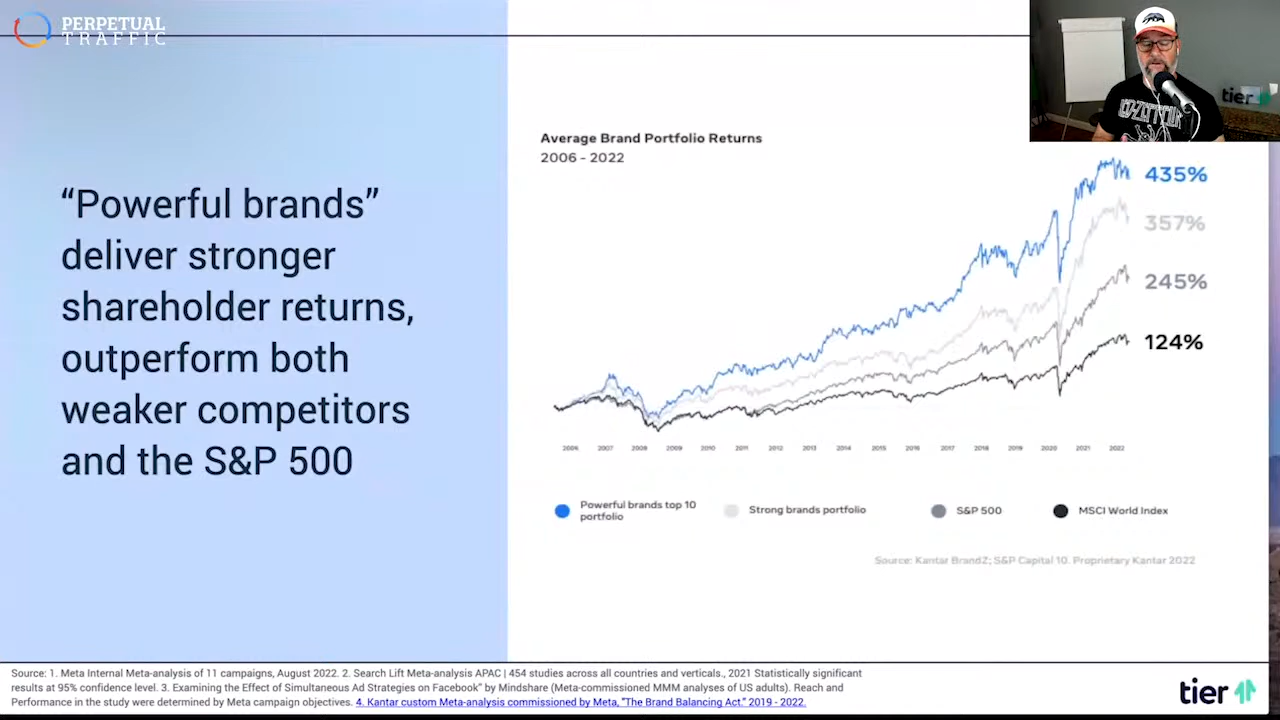 PERPETUAL
TRAFFIC
“Powerful brands”
deliver stronger
shareholder returns,
outperform both
weaker competitors
and the S&P 500
Average Brand Portfolio Returns
2006 - 2022
435%
357%
245%
124%
2006 2007 2008 2009 2010 2011 2012 2013 2014 2015 2016 2017 2018 2019 2020 2021 2022
Powerful brands top 10
portfolio
Strong brands portfolio
S&P 500
MSCI World Index
Source: Kantar BrandZ; S&P Capital 10. Proprietary Kantar 2022
LED-ZEPPELIN
tier
Source: 1. Meta Internal Meta-analysis of 11 campaigns, August 2022. 2. Search Lift Meta-analysis APAC | 454 studies across all countries and verticals., 2021 Statistically significant
results at 95% confidence level. 3. Examining the Effect of Simultaneous Ad Strategies on Facebook” by Mindshare (Meta-commissioned MMM analyses of US adults). Reach and
Performance in the study were determined by Meta campaign objectives. 4. Kantar custom Meta-analysis commissioned by Meta, “The Brand Balancing Act.” 2019 - 2022.
tier